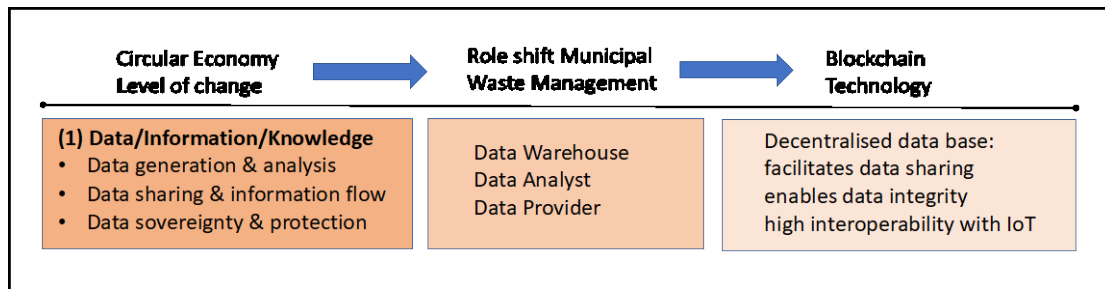 Circular Economy
Level of change
Role shift Municipal
Waste Management
Blockchain
Technology
(1) Data/Information/Knowledge
• Data generation & analysis
• Data sharing & information flow
• Data sovereignty & protection
Data Warehouse
Data Analyst
Data Provider
Decentralised data base:
facilitates data sharing
enables data integrity
high interoperability with IoT